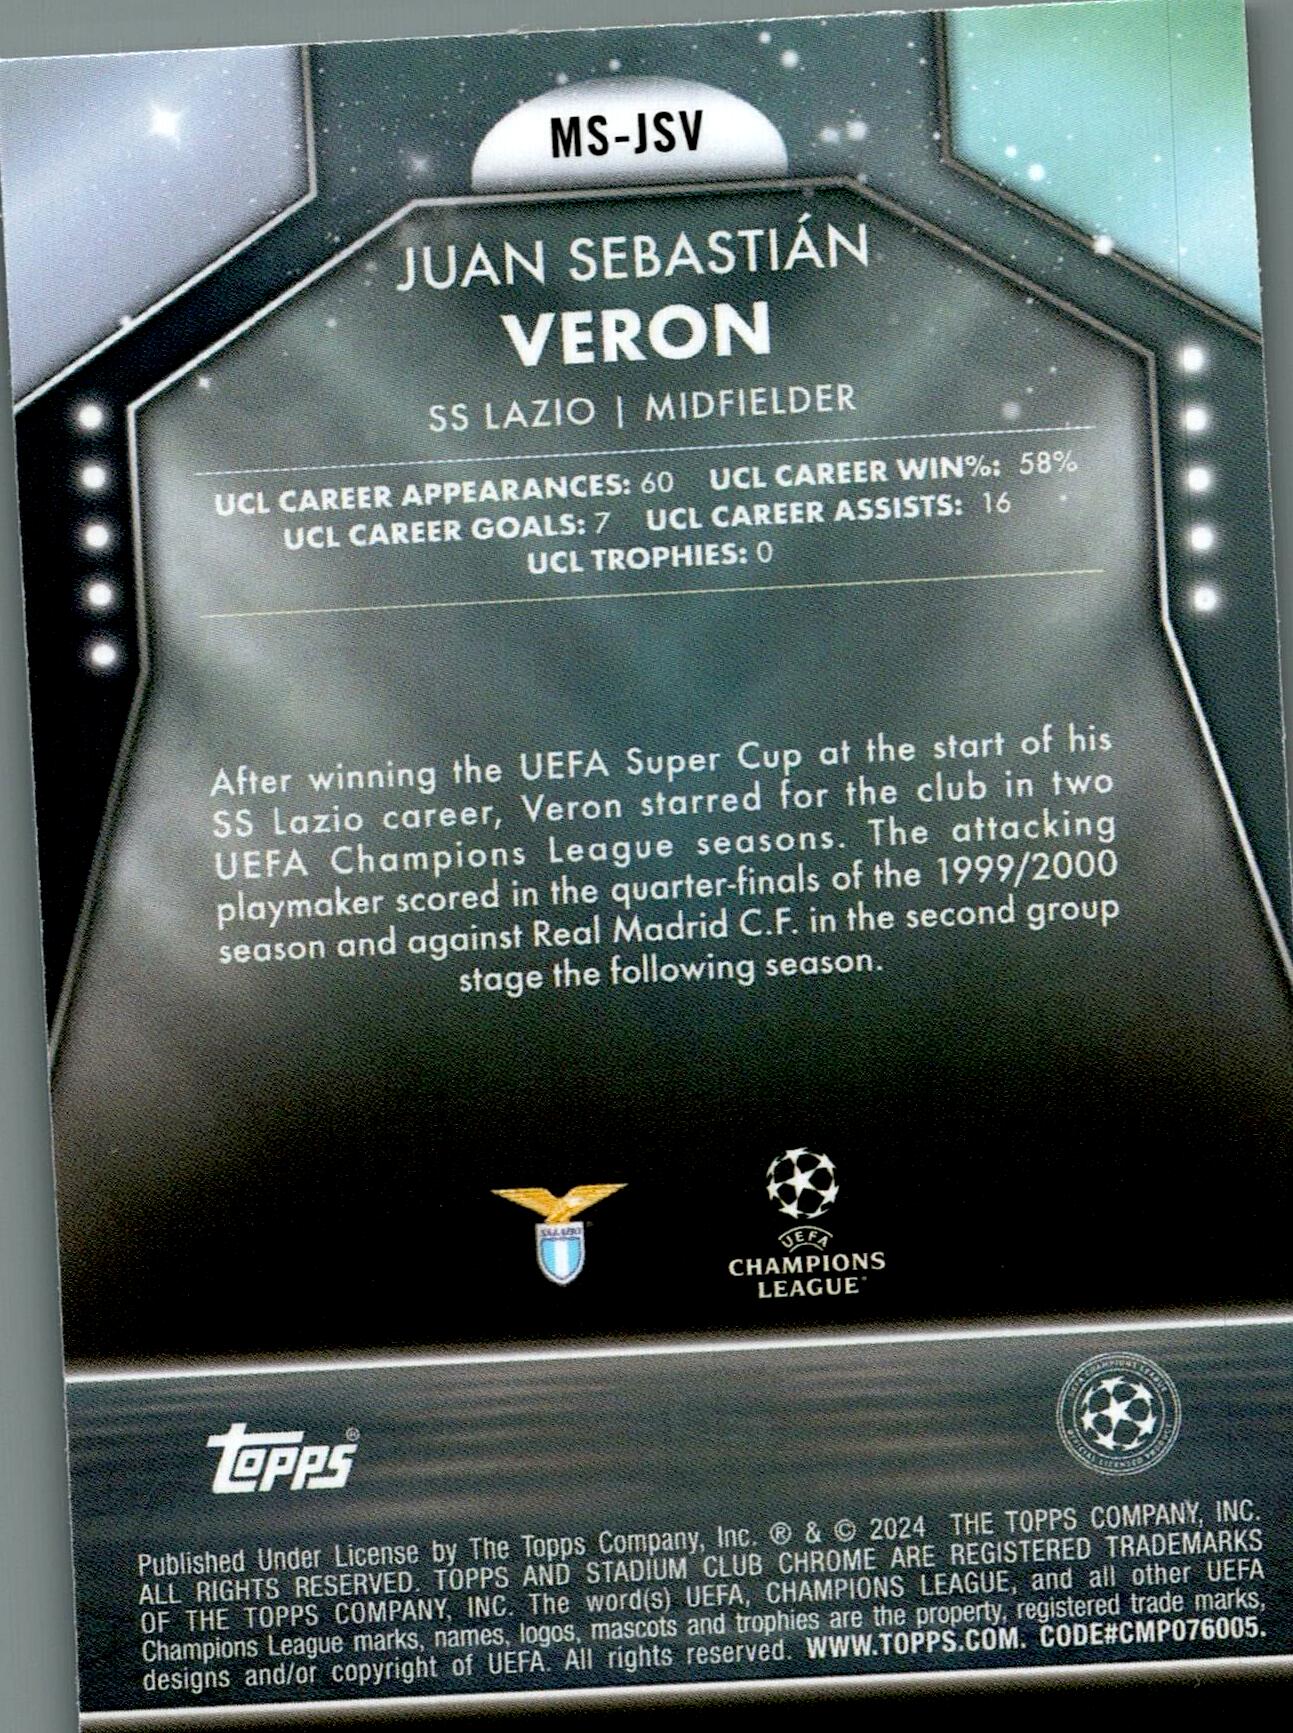 MS-JSV
JUAN SEBASTIÁN
VERON
SS LAZIO | MIDFIELDER
UCL CAREER APPEARANCES: 60 UCL CAREER WIN%: 58%
UCL CAREER GOALS: 7 UCL CAREER ASSISTS: 16
UCL TROPHIES: 0
After winning the UEFA Super Cup at the start of his
SS Lazio career, Veron starred for the club in two
UEFA Champions League seasons. The attacking
playmaker scored in the quarter-finals of the 1999/2000
season and against Real Madrid C.F. in the second group
stage the following season.
S.S. LAZIO
UEFA
CHAMPIONS
LEAGUE
UEFA CHAMPIONS LEAGUE
OFFICIAL LICENSED PRODUCT
Topps®
Published Under License by The Topps Company, Inc. ® & © 2024 THE TOPPS COMPANY, INC.
ALL RIGHTS RESERVED. TOPPS AND STADIUM CLUB CHROME ARE REGISTERED TRADEMARKS
OF THE TOPPS COMPANY, INC. The word(s) UEFA, CHAMPIONS LEAGUE, and all other UEFA
Champions League marks, names, logos, mascots and trophies are the property, registered trade marks,
designs and/or copyright of UEFA. All rights reserved. WWW.TOPPS.COM. CODE#CMP076005.